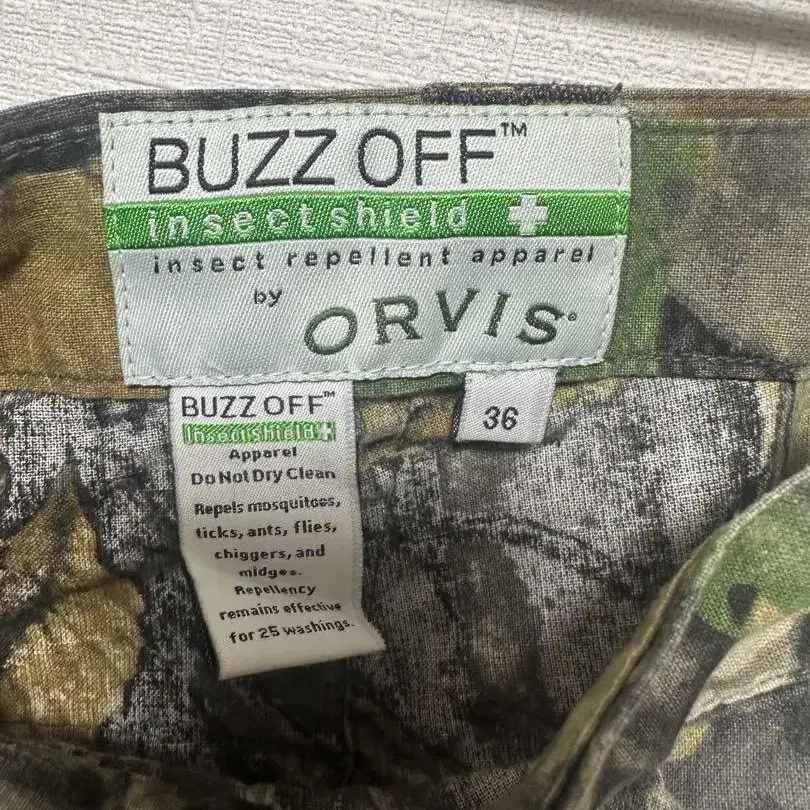 BUZZ OFF™
insect shield +
insect repellent apparel
by
ORVIS®
BUZZ OFF™
insect shield +
Apparel
Do Not Dry Clean
Repels mosquitoes,
ticks, ants, flies,
chiggers, and
midges.
Repellency
remains effective
for 25 washings.
36